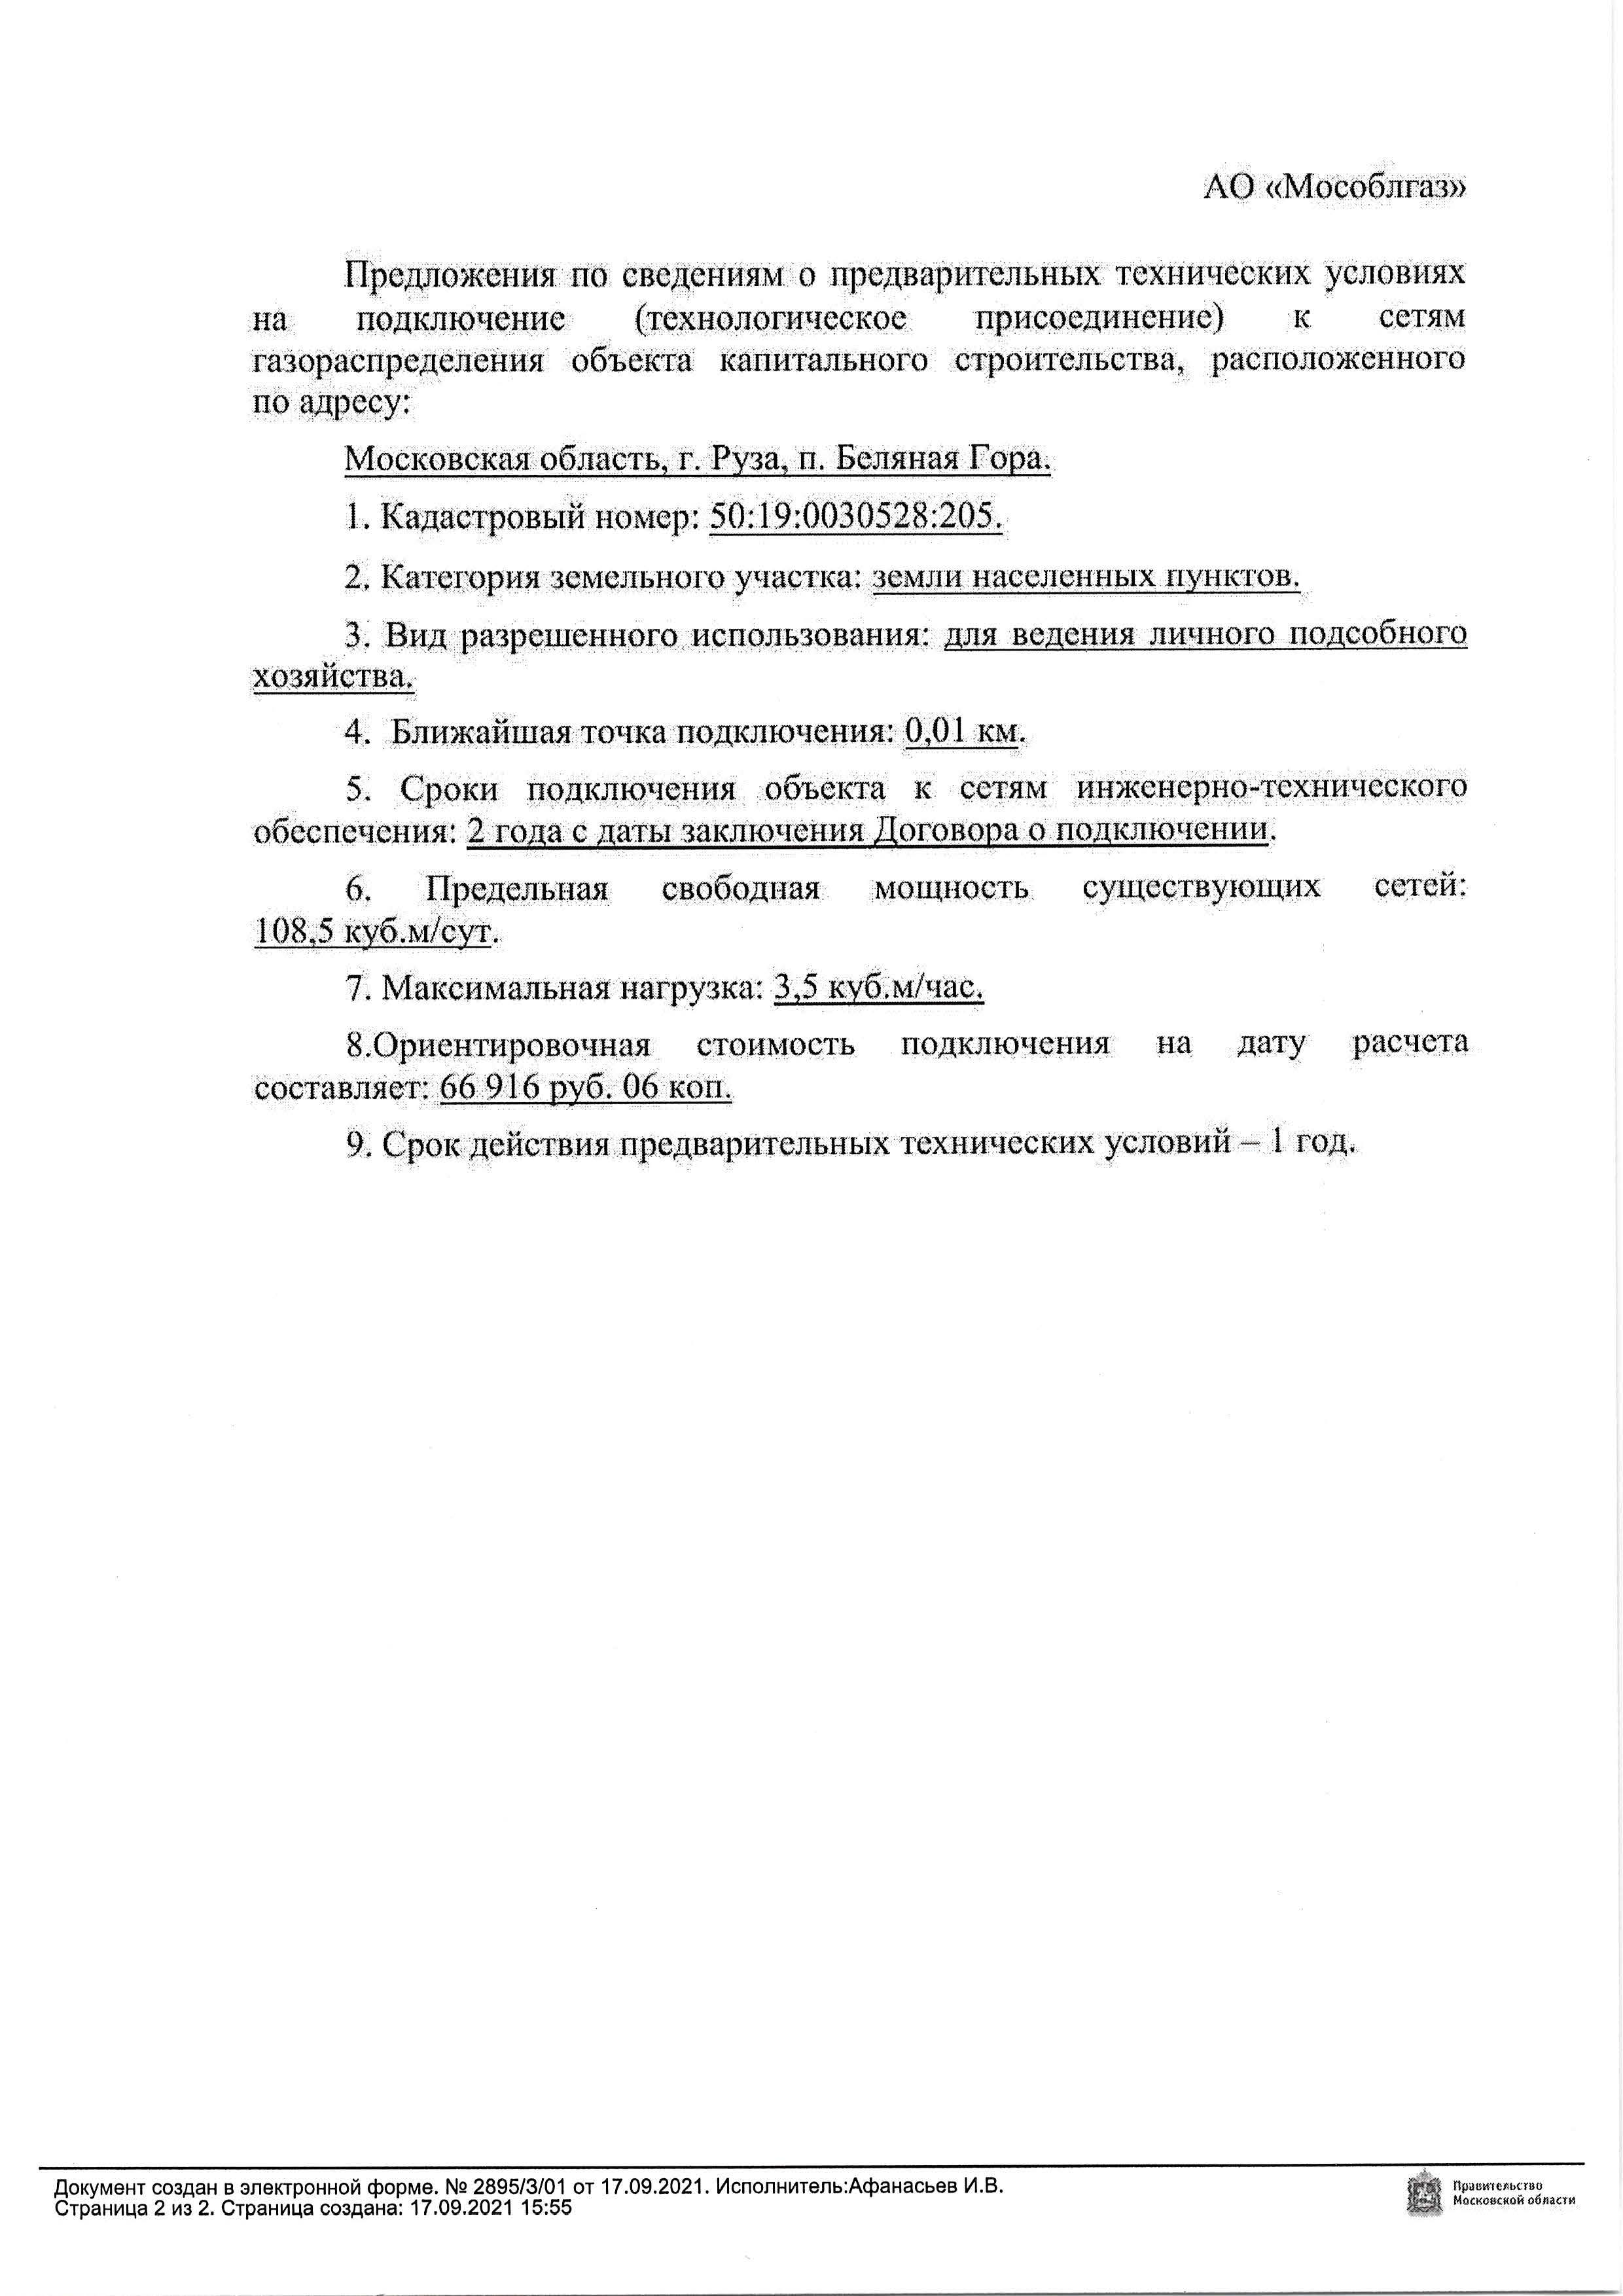 АО «Мособлгаз»
Предложения по сведениям о предварительных технических условиях
на подключение (технологическое присоединение) к сетям
газораспределения объекта капитального строительства, расположенного
по адресу:
Московская область, г. Руза, п. Беляная Гора.
1. Кадастровый номер: 50:19:0030528:205.
2. Категория земельного участка: земли населенных пунктов.
3. Вид разрешенного использования: для ведения личного подсобного
хозяйства.
4. Ближайшая точка подключения: 0,01 км.
5. Сроки подключения объекта к сетям инженерно-технического
обеспечения: 2 года с даты заключения Договора о подключении.
6. Предельная свободная мощность существующих сетей:
108,5 куб.м/сут.
7. Максимальная нагрузка: 3,5 куб.м/час.
8.Ориентировочная стоимость подключения на дату расчета
составляет: 66 916 руб. 06 коп.
9. Срок действия предварительных технических условий – 1 год.
Документ создан в электронной форме. № 2895/3/01 от 17.09.2021. Исполнитель:Афанасьев И.В.
Страница 2 из 2. Страница создана: 17.09.2021 15:55
Правительство
Московской области